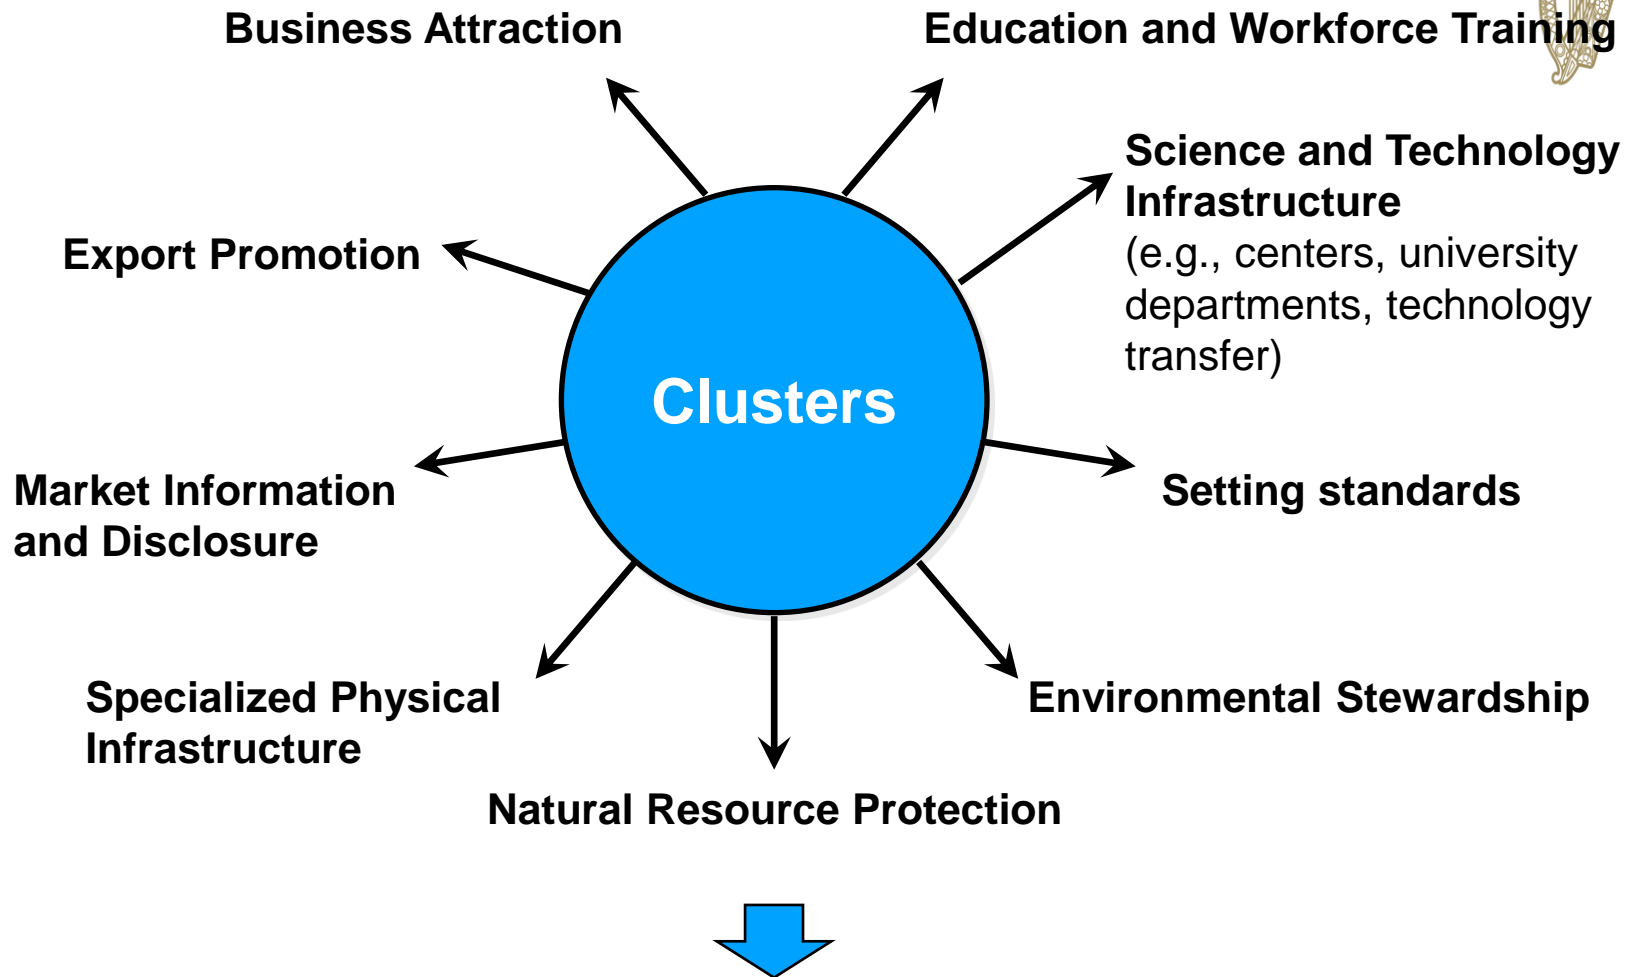 Business Attraction
Education and Workforce Training
Science and Technology
Infrastructure
(e.g., centers, university
departments, technology
transfer)
Export Promotion
Clusters
Market Information
and Disclosure
Setting standards
Specialized Physical
Infrastructure
Environmental Stewardship
Natural Resource Protection